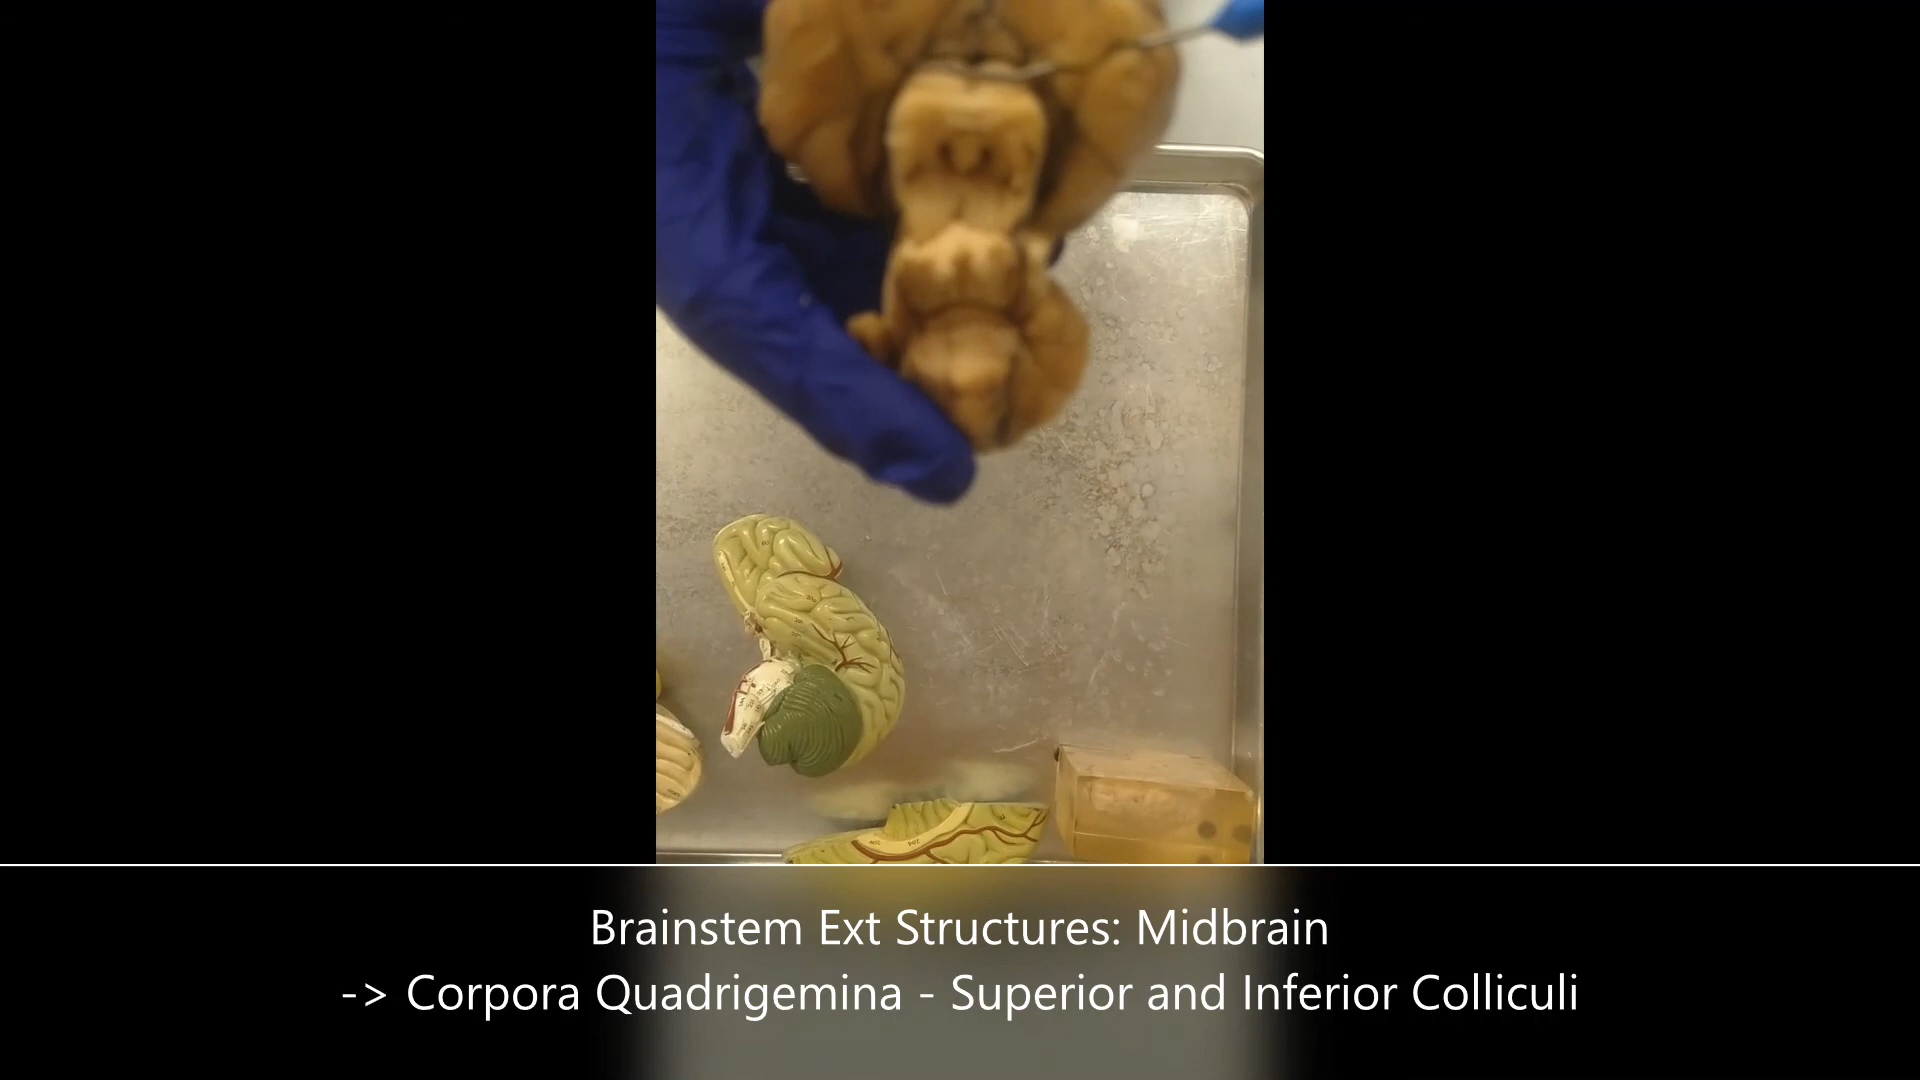 Brainstem Ext Structures: Midbrain
-> Corpora Quadrigemina - Superior and Inferior Colliculi